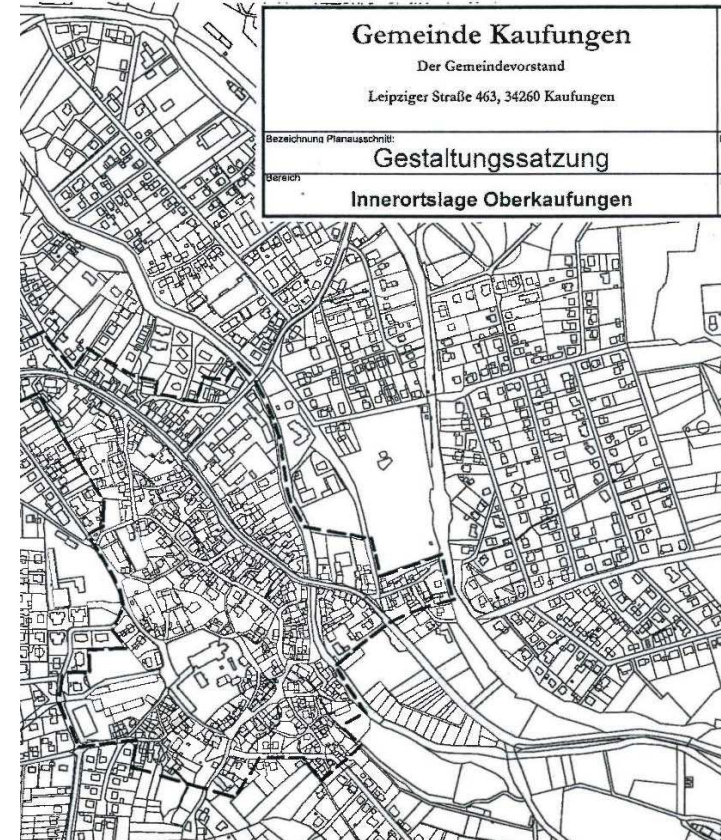 Gemeinde Kaufungen
Der Gemeindevorstand
Leipziger Straße 463, 34260 Kaufungen
Bezeichnung Planausschnitt:
Gestaltungssatzung
Bereich
Innerortslage Oberkaufungen